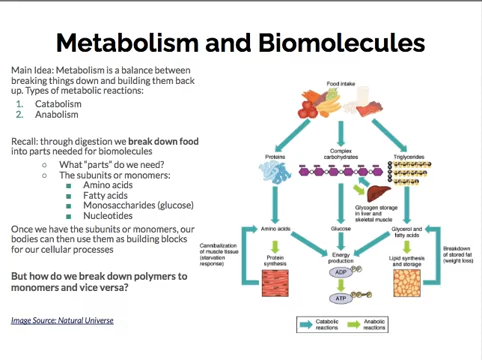 Metabolism and Biomolecules
Main Idea: Metabolism is a balance between
breaking things down and building them back
up. Types of metabolic reactions:
1. Catabolism
2. Anabolism
Recall: through digestion we break down food
into parts needed for biomolecules
○ What "parts" do we need?
○ The subunits or monomers:
■ Amino acids
■ Fatty acids
■ Monosaccharides (glucose)
■ Nucleotides
Once we have the subunits or monomers, our
bodies can then use them as building blocks
for our cellular processes
But how do we break down polymers to
monomers and vice versa?
Image Source: Natural Universe
Food intake
Proteins
Complex
carbohydrates
Triglycerides
Glycogen storage
in liver and
skeletal muscle
Amino acids
Glucose
Glycerol and
fatty acids
Cannibalization
of muscle tissue
(starvation
response)
Protein
synthesis
Energy
production
ADP
ATP
Lipid synthesis
and storage
Breakdown
of stored fat
(weight loss)
Catabolic
reactions
Anabolic
reactions